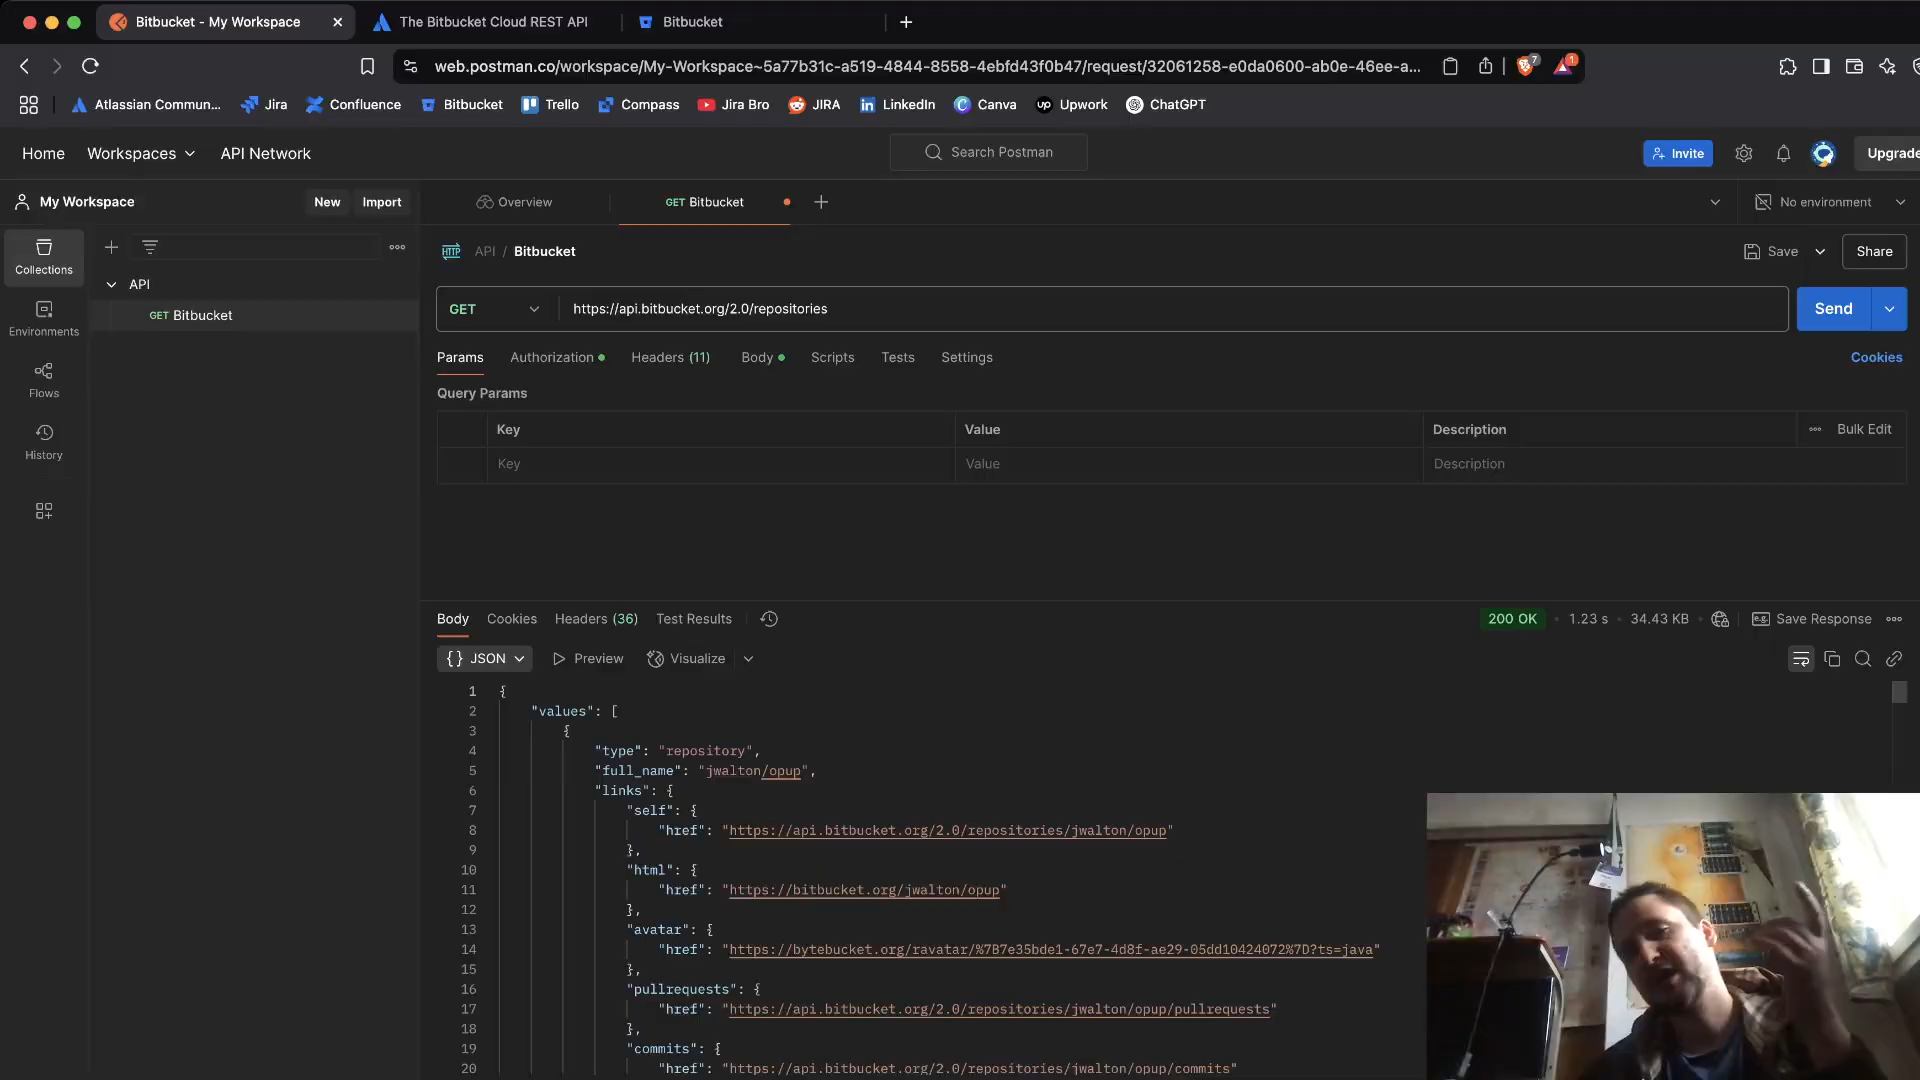 Bitbucket - My Workspace
The Bitbucket Cloud REST API
Bitbucket
web.postman.co/workspace/My-Workspace~5a77b31c-a519-4844-8558-4ebfd43f0b47/request/32061258-e0da0600-ab0e-46ee-a...
7
1
Atlassian Commun...
Jira
Confluence
Bitbucket
Trello
Compass
Jira Bro
JIRA
LinkedIn
Canva
Upwork
ChatGPT
Home
Workspaces
API Network
Search Postman
Invite
Upgrade
My Workspace
New
Import
Overview
GET Bitbucket
No environment
Collections
Environments
Flows
History
API
GET Bitbucket
HTTP
API / Bitbucket
Save
Share
GET
https://api.bitbucket.org/2.0/repositories
Send
Params
Authorization
Headers (11)
Body
Scripts
Tests
Settings
Cookies
Query Params
Key
Value
Description
Bulk Edit
Key
Value
Description
Body
Cookies
Headers (36)
Test Results
200 OK
1.23 s
34.43 KB
e.g.
Save Response
{} JSON
Preview
Visualize
1 {
2 "values": [
3 {
4 "type": "repository",
5 "full_name": "jwalton/opup",
6 "links": {
7 "self": {
8 "href": "https://api.bitbucket.org/2.0/repositories/jwalton/opup"
9 },
10 "html": {
11 "href": "https://bitbucket.org/jwalton/opup"
12 },
13 "avatar": {
14 "href": "https://bytebucket.org/ravatar/%7B7e35bde1-67e7-4d8f-ae29-05dd10424072%7D?ts=java"
15 },
16 "pullrequests": {
17 "href": "https://api.bitbucket.org/2.0/repositories/jwalton/opup/pullrequests"
18 },
19 "commits": {
20 "href": "https://api.bitbucket.org/2.0/repositories/jwalton/opup/commits"